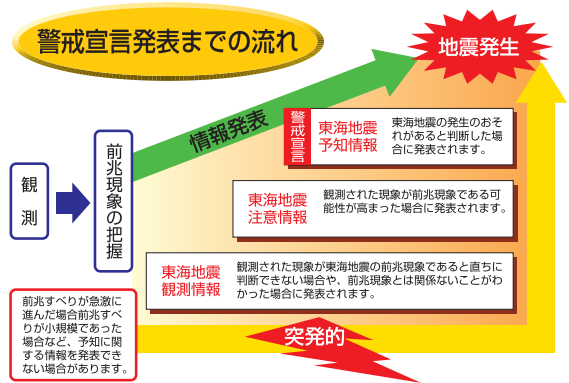 警戒宣言発表までの流れ
地震発生
情報発表
観測
前兆現象の把握
警戒宣言
東海地震
予知情報
東海地震の発生のおそ
れがあると判断した場
合に発表されます。
東海地震
注意情報
観測された現象が前兆現象である可
能性が高まった場合に発表されます。
東海地震
観測情報
観測された現象が東海地震の前兆現象であると直ちに
判断できない場合や、前兆現象とは関係ないことがわ
かった場合に発表されます。
前兆すべりが急激に
進んだ場合前兆すべ
りが小規模であった
場合など、予知に関
する情報を発表でき
ない場合があります。
突発的